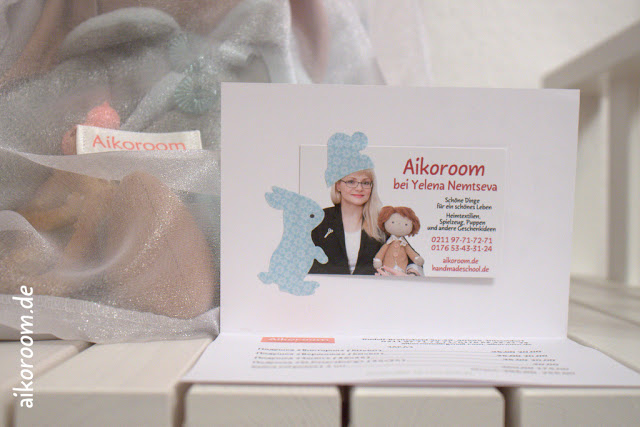 Aikoroom
Aikoroom
bei Yelena Nemtseva
Schöne Dinge
für ein schönes Leben
Heimtextilien,
Spielzeug, Puppen
und andere Geschenkideen
0211 97-71-72-71
0176 53-43-31-24
aikoroom.de
handmadeschool.de
Aikoroom
aikoroom.de